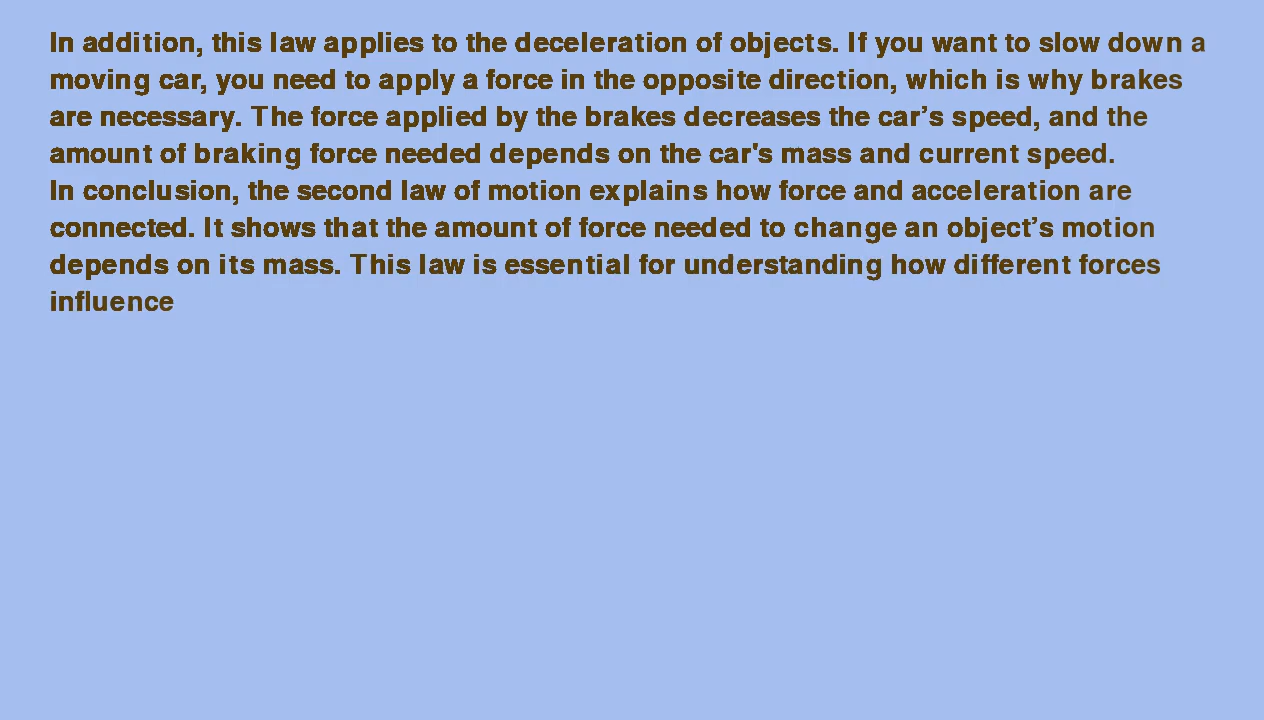 In addition, this law applies to the deceleration of objects. If you want to slow down a
moving car, you need to apply a force in the opposite direction, which is why brakes
are necessary. The force applied by the brakes decreases the car’s speed, and the
amount of braking force needed depends on the car's mass and current speed.
In conclusion, the second law of motion explains how force and acceleration are
connected. It shows that the amount of force needed to change an object’s motion
depends on its mass. This law is essential for understanding how different forces
influence